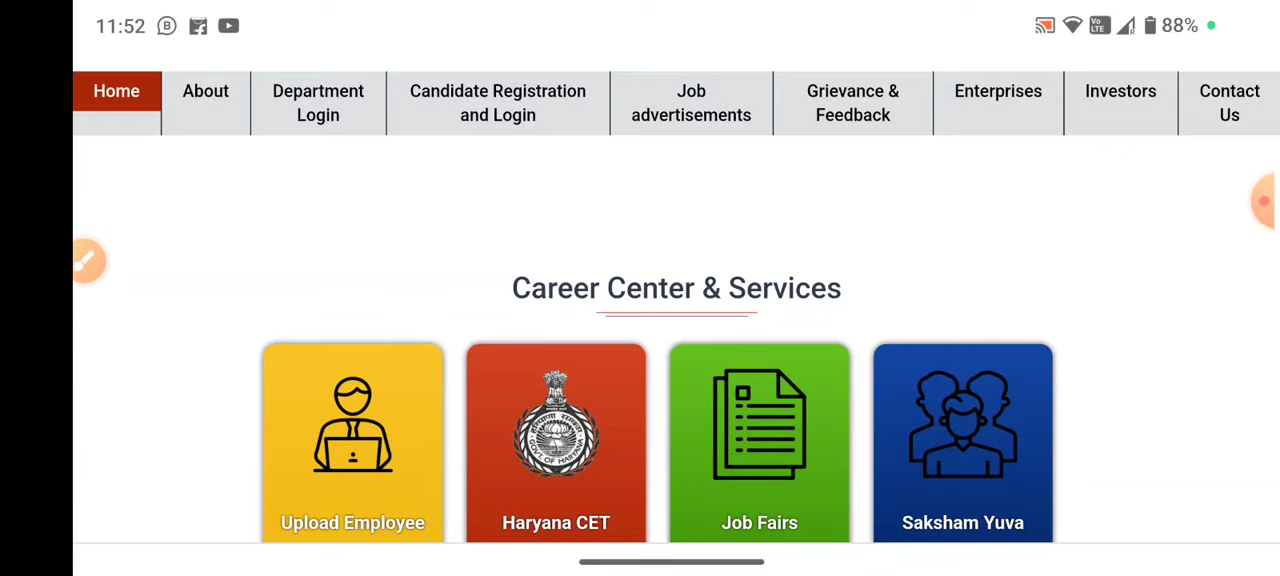 11:52
88%
Home
About
Department
Login
Candidate Registration
and Login
Job
advertisements
Grievance &
Feedback
Enterprises
Investors
Contact
Us
Career Center & Services
Upload Employee
Haryana CET
Job Fairs
Saksham Yuva